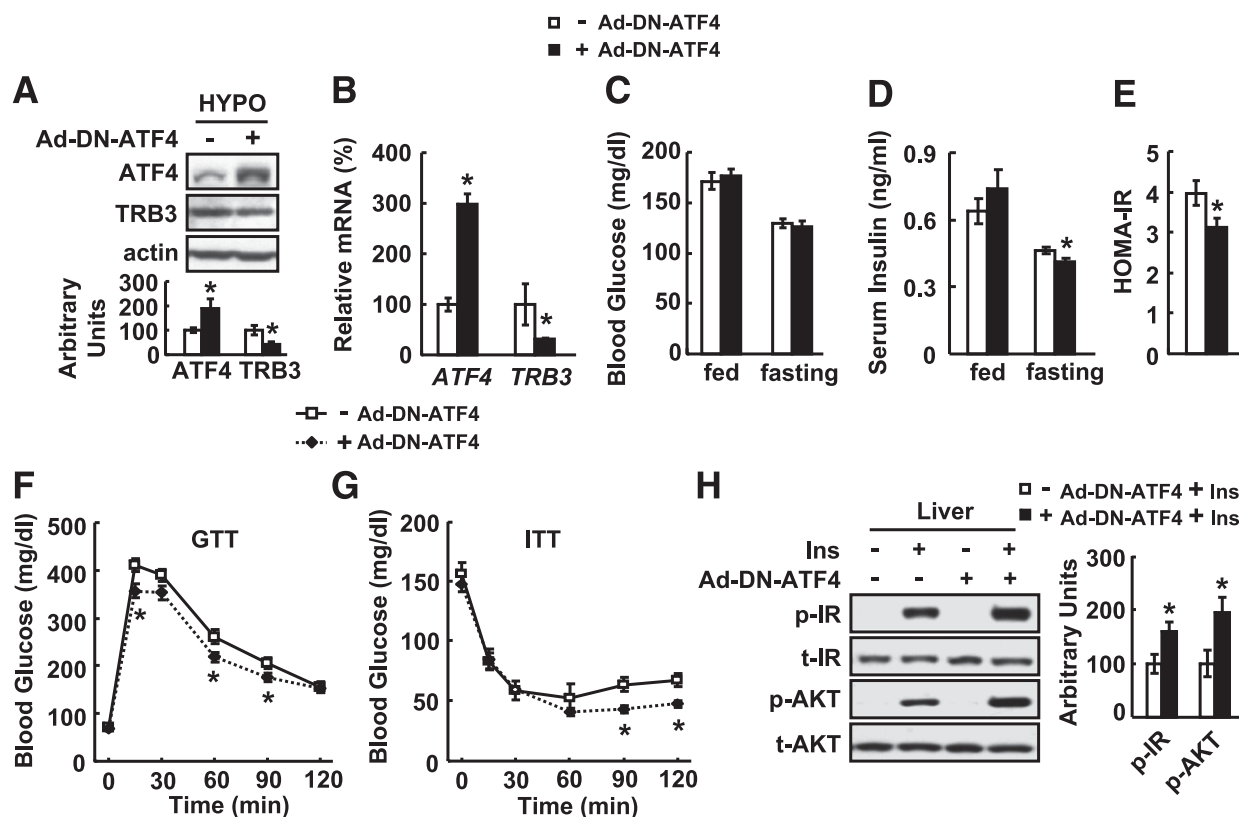 - Ad-DN-ATF4
+ Ad-DN-ATF4
A
HYPO
Ad-DN-ATF4 - +
ATF4
TRB3
actin
Arbitrary Units
300
200
100
0
* *
ATF4 TRB3
B
Relative mRNA (%)
400
300
200
100
0
* *
ATF4 TRB3
C
Blood Glucose (mg/dl)
200
150
100
50
0
fed fasting
D
Serum Insulin (ng/ml)
0.9
0.6
0.3
0
*
fed fasting
E
HOMA-IR
5
4
3
2
1
0
*
- Ad-DN-ATF4
+ Ad-DN-ATF4
F
GTT
Blood Glucose (mg/dl)
500
400
300
200
100
0
* * *
0 30 60 90 120
Time (min)
G
ITT
Blood Glucose (mg/dl)
200
150
100
50
0
* *
0 30 60 90 120
Time (min)
H
Liver
Ins - + - +
Ad-DN-ATF4 - - + +
p-IR
t-IR
p-AKT
t-AKT
- Ad-DN-ATF4 + Ins
+ Ad-DN-ATF4 + Ins
Arbitrary Units
300
200
100
0
* *
p-IR p-AKT